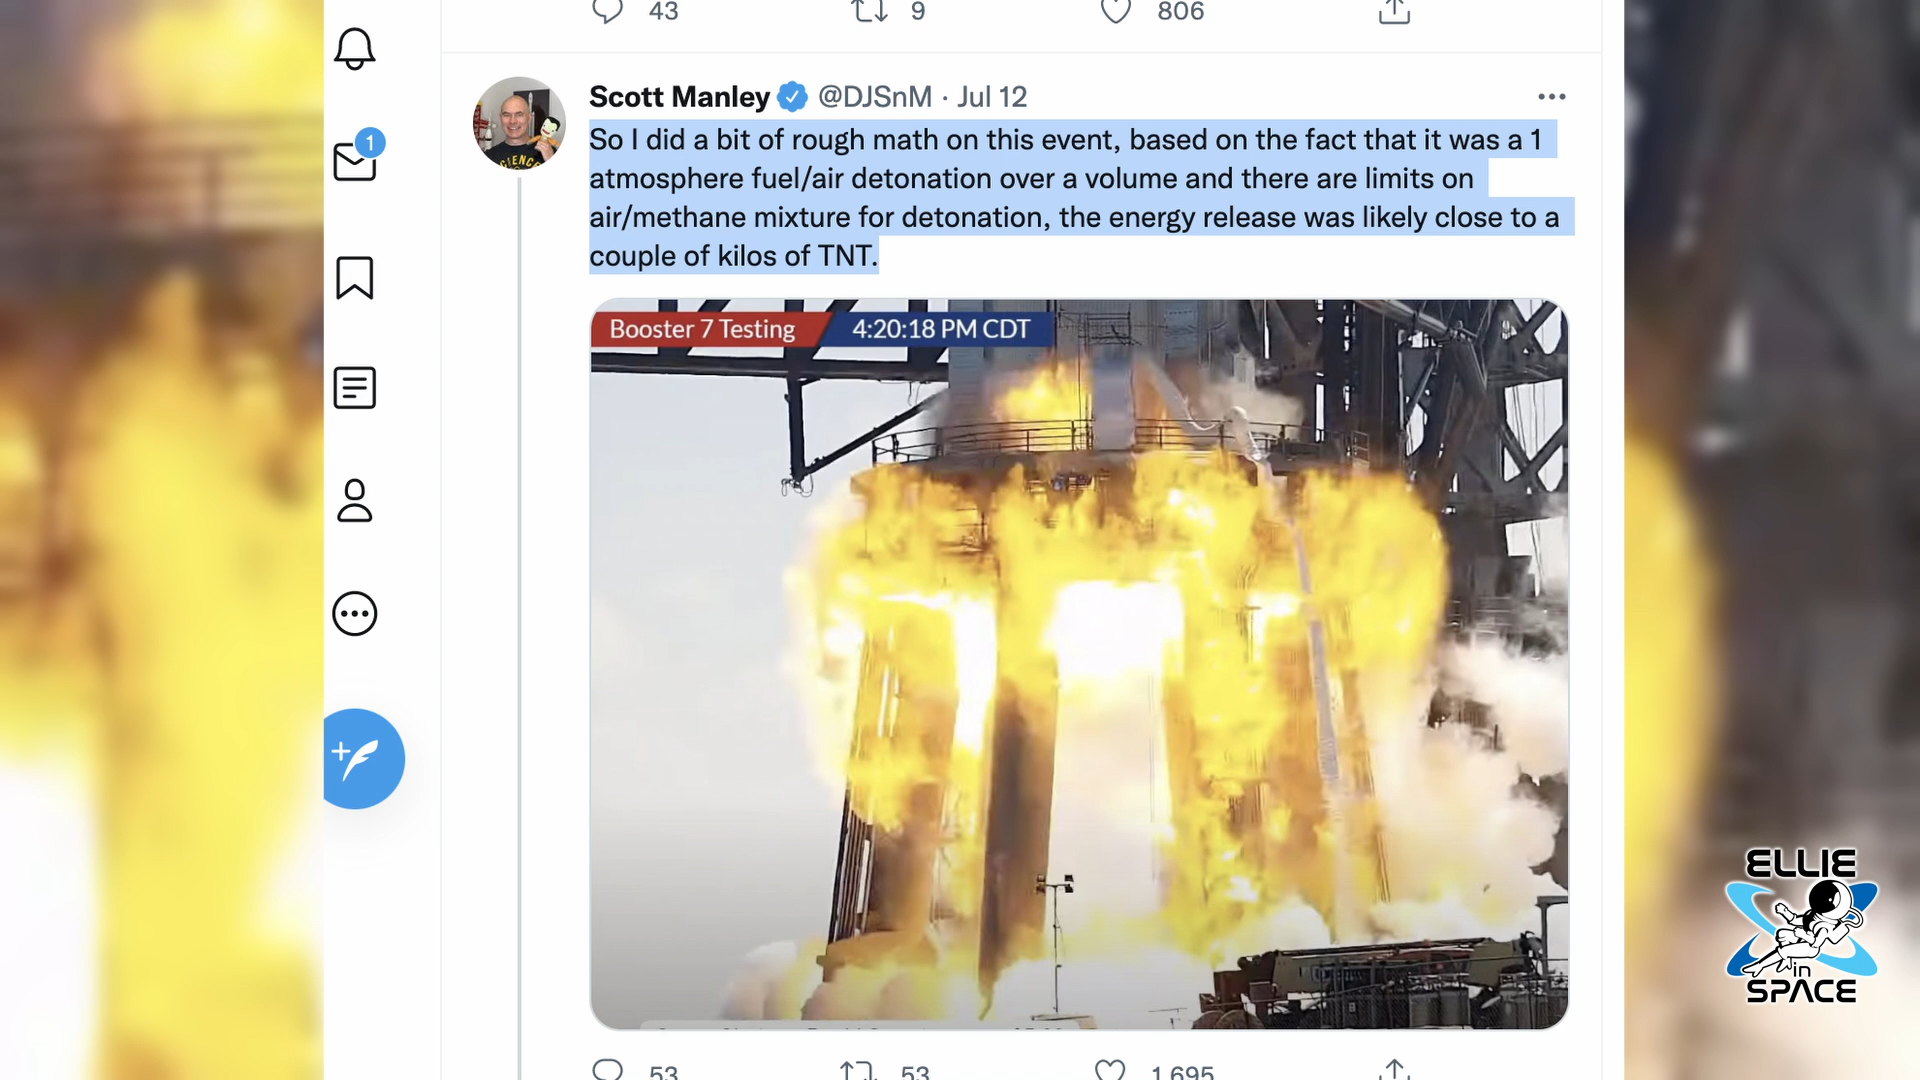 43 9 806
Scott Manley @DJSnM · Jul 12
So I did a bit of rough math on this event, based on the fact that it was a 1
atmosphere fuel/air detonation over a volume and there are limits on
air/methane mixture for detonation, the energy release was likely close to a
couple of kilos of TNT.
1
Booster 7 Testing 4:20:18 PM CDT
53 53 1,695
ELLIE
in
SPACE